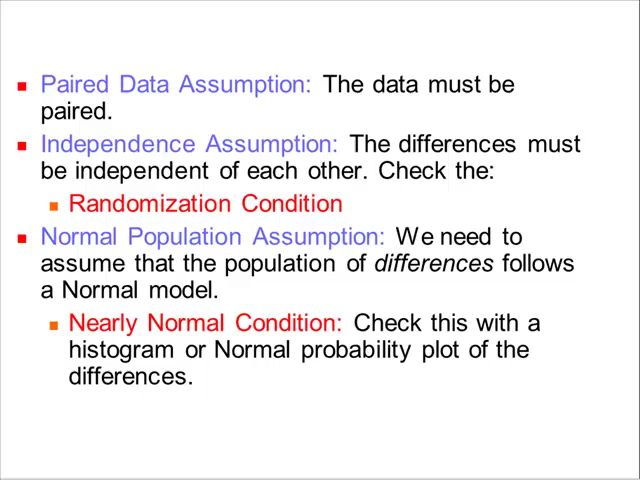 Paired Data Assumption: The data must be
paired.
Independence Assumption: The differences must
be independent of each other. Check the:
Randomization Condition
Normal Population Assumption: We need to
assume that the population of differences follows
a Normal model.
Nearly Normal Condition: Check this with a
histogram or Normal probability plot of the
differences.